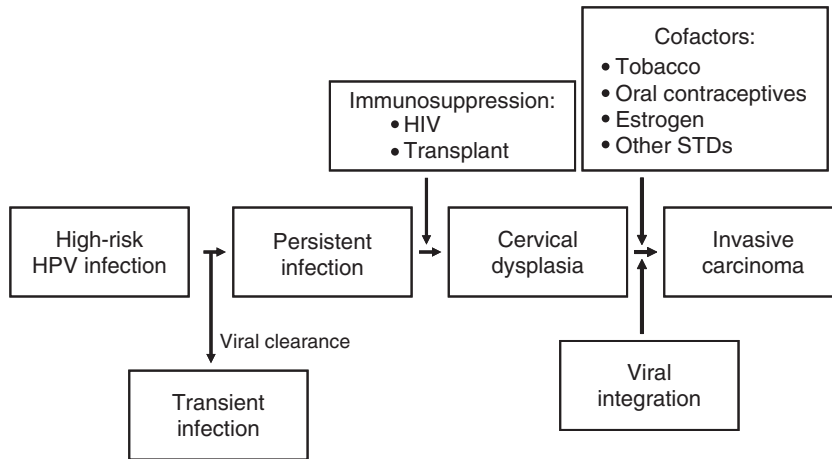 Cofactors:
• Tobacco
• Oral contraceptives
• Estrogen
• Other STDs
Immunosuppression:
• HIV
• Transplant
High-risk
HPV infection
Persistent
infection
Cervical
dysplasia
Invasive
carcinoma
Viral clearance
Transient
infection
Viral
integration